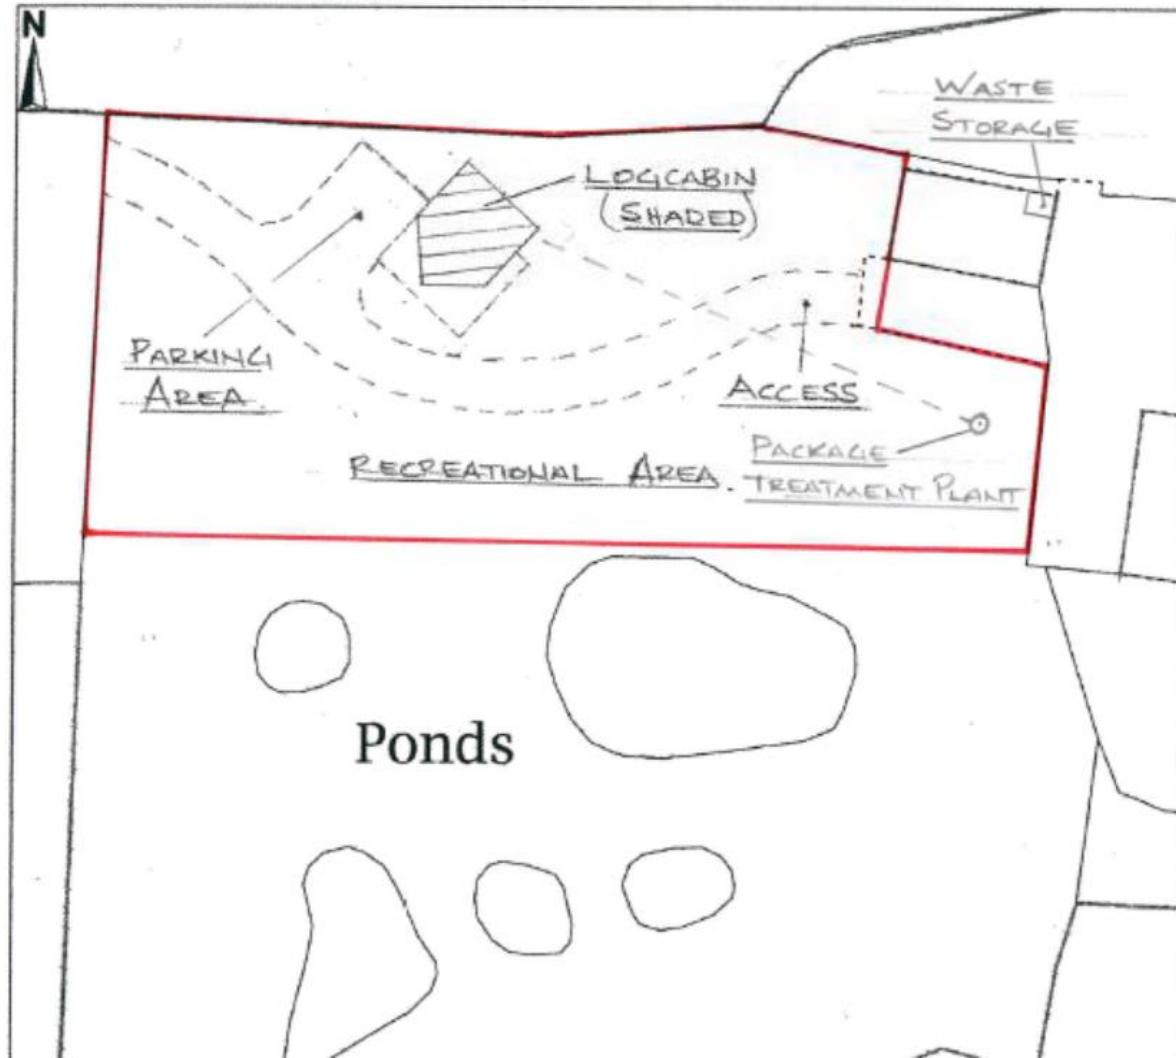 N
WASTE
STORAGE
LOGCABIN
(SHADED)
PARKING
AREA.
ACCESS
PACKAGE
TREATMENT PLANT
RECREATIONAL AREA.
Ponds